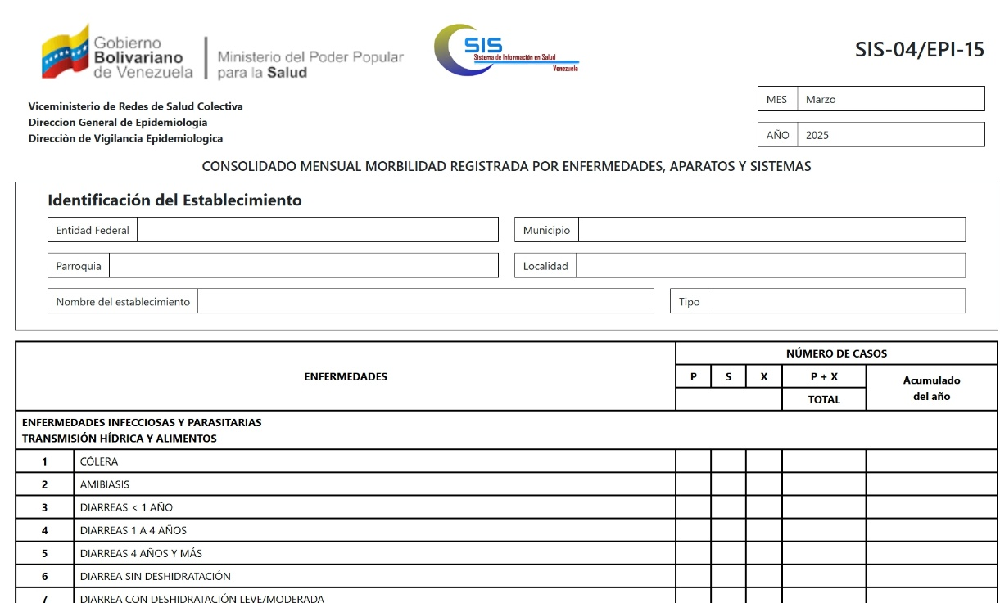 Gobierno
Bolivariano
de Venezuela
Ministerio del Poder Popular
para la Salud
SIS
Sistema de Información en Salud
Venezuela
SIS-04/EPI-15
MES Marzo
AÑO 2025
Viceministerio de Redes de Salud Colectiva
Direccion General de Epidemiologia
Direcciòn de Vigilancia Epidemiologica
CONSOLIDADO MENSUAL MORBILIDAD REGISTRADA POR ENFERMEDADES, APARATOS Y SISTEMAS
Identificación del Establecimiento
Entidad Federal Municipio
Parroquia Localidad
Nombre del establecimiento Tipo
ENFERMEDADES
NÚMERO DE CASOS
P S X P + X
TOTAL
Acumulado
del año
ENFERMEDADES INFECCIOSAS Y PARASITARIAS
TRANSMISIÓN HÍDRICA Y ALIMENTOS
1 CÓLERA
2 AMIBIASIS
3 DIARREAS < 1 AÑO
4 DIARREAS 1 A 4 AÑOS
5 DIARREAS 4 AÑOS Y MÁS
6 DIARREA SIN DESHIDRATACIÓN
7 DIARREA CON DESHIDRATACIÓN LEVE/MODERADA